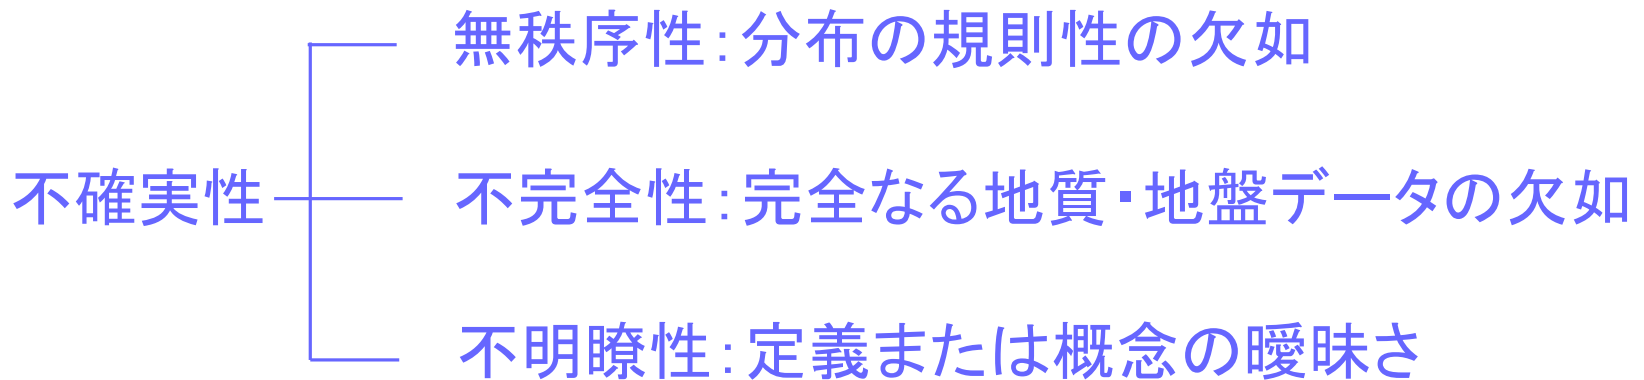 無秩序性:分布の規則性の欠如
不確実性
不完全性:完全なる地質・地盤データの欠如
不明瞭性:定義または概念の曖昧さ